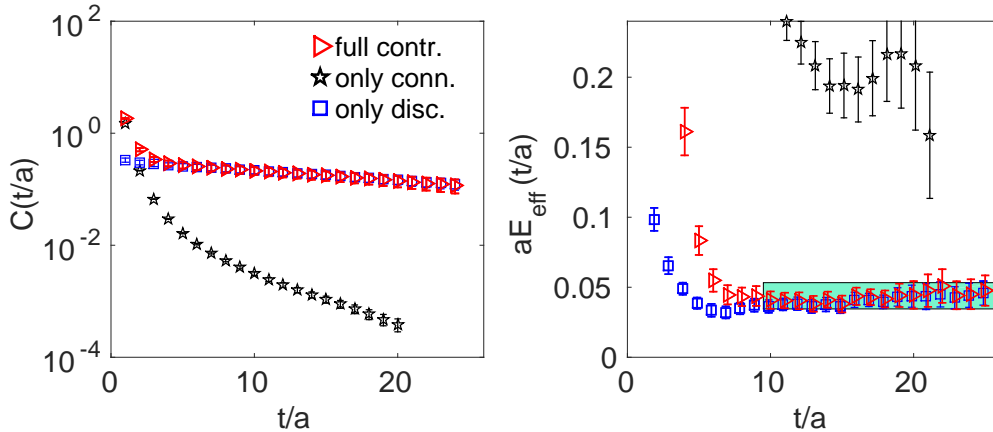 10^2
10^0
10^-2
10^-4
C(t/a)
full contr.
only conn.
only disc.
0 10 20
t/a
0.2
0.15
0.1
0.05
0
aE_eff(t/a)
0 10 20
t/a